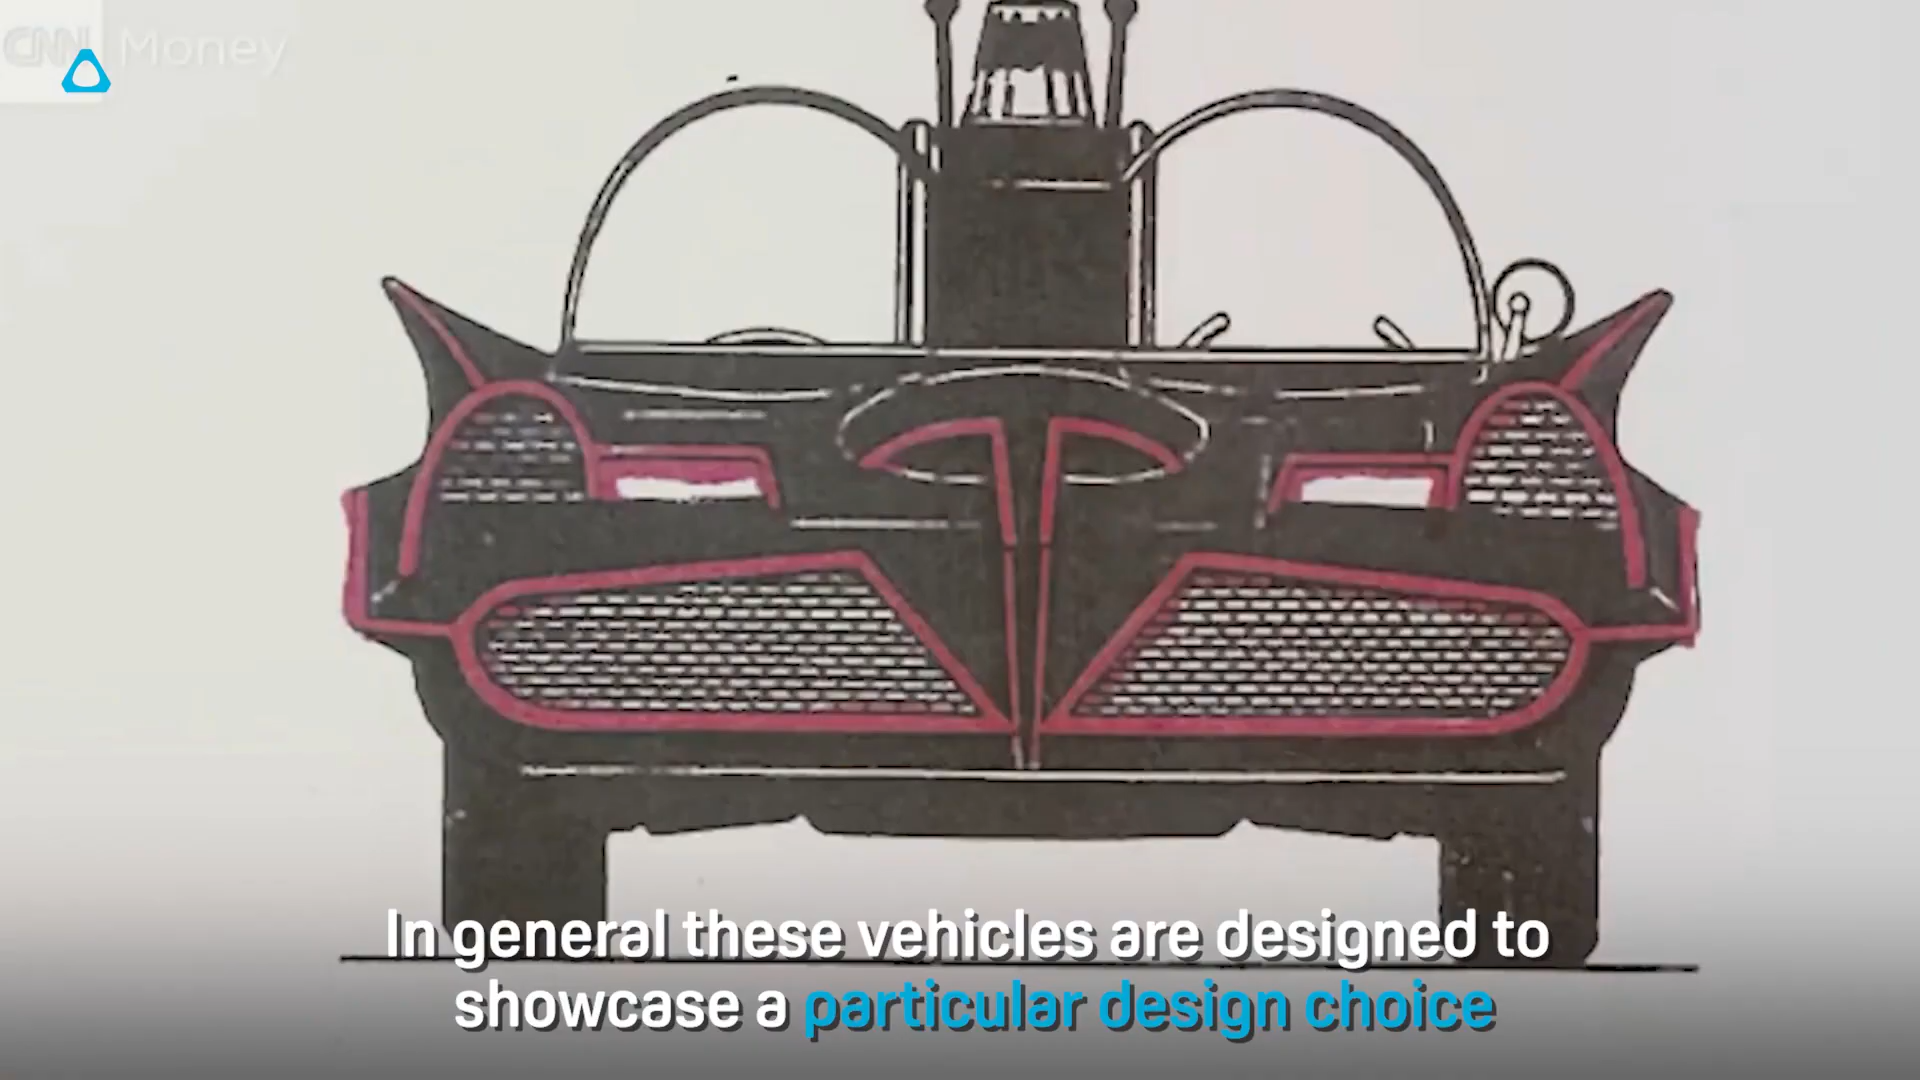 CNN Money
In general these vehicles are designed to
showcase a particular design choice